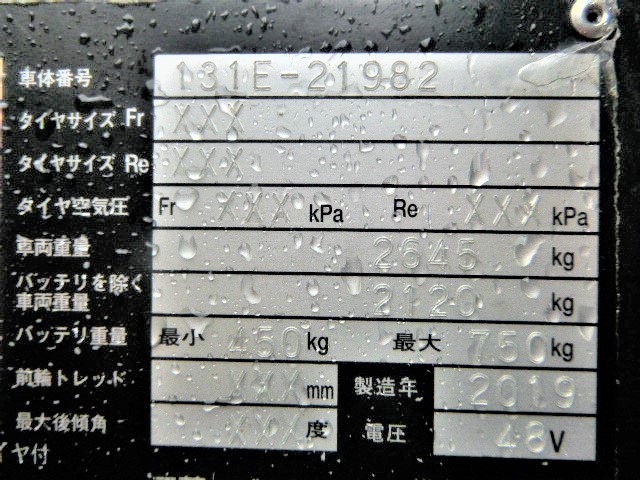 車体番号 131E-21982
タイヤサイズ Fr XXX
タイヤサイズ Re XXX
タイヤ空気圧 Fr XXX kPa Re XXX kPa
車両重量 2645 kg
バッテリを除く
車両重量 2120 kg
バッテリ重量 最小 450 kg 最大 750 kg
前輪トレッド XXX mm 製造年 2019
最大後傾角 XXX 度 電圧 48 V
イヤ付